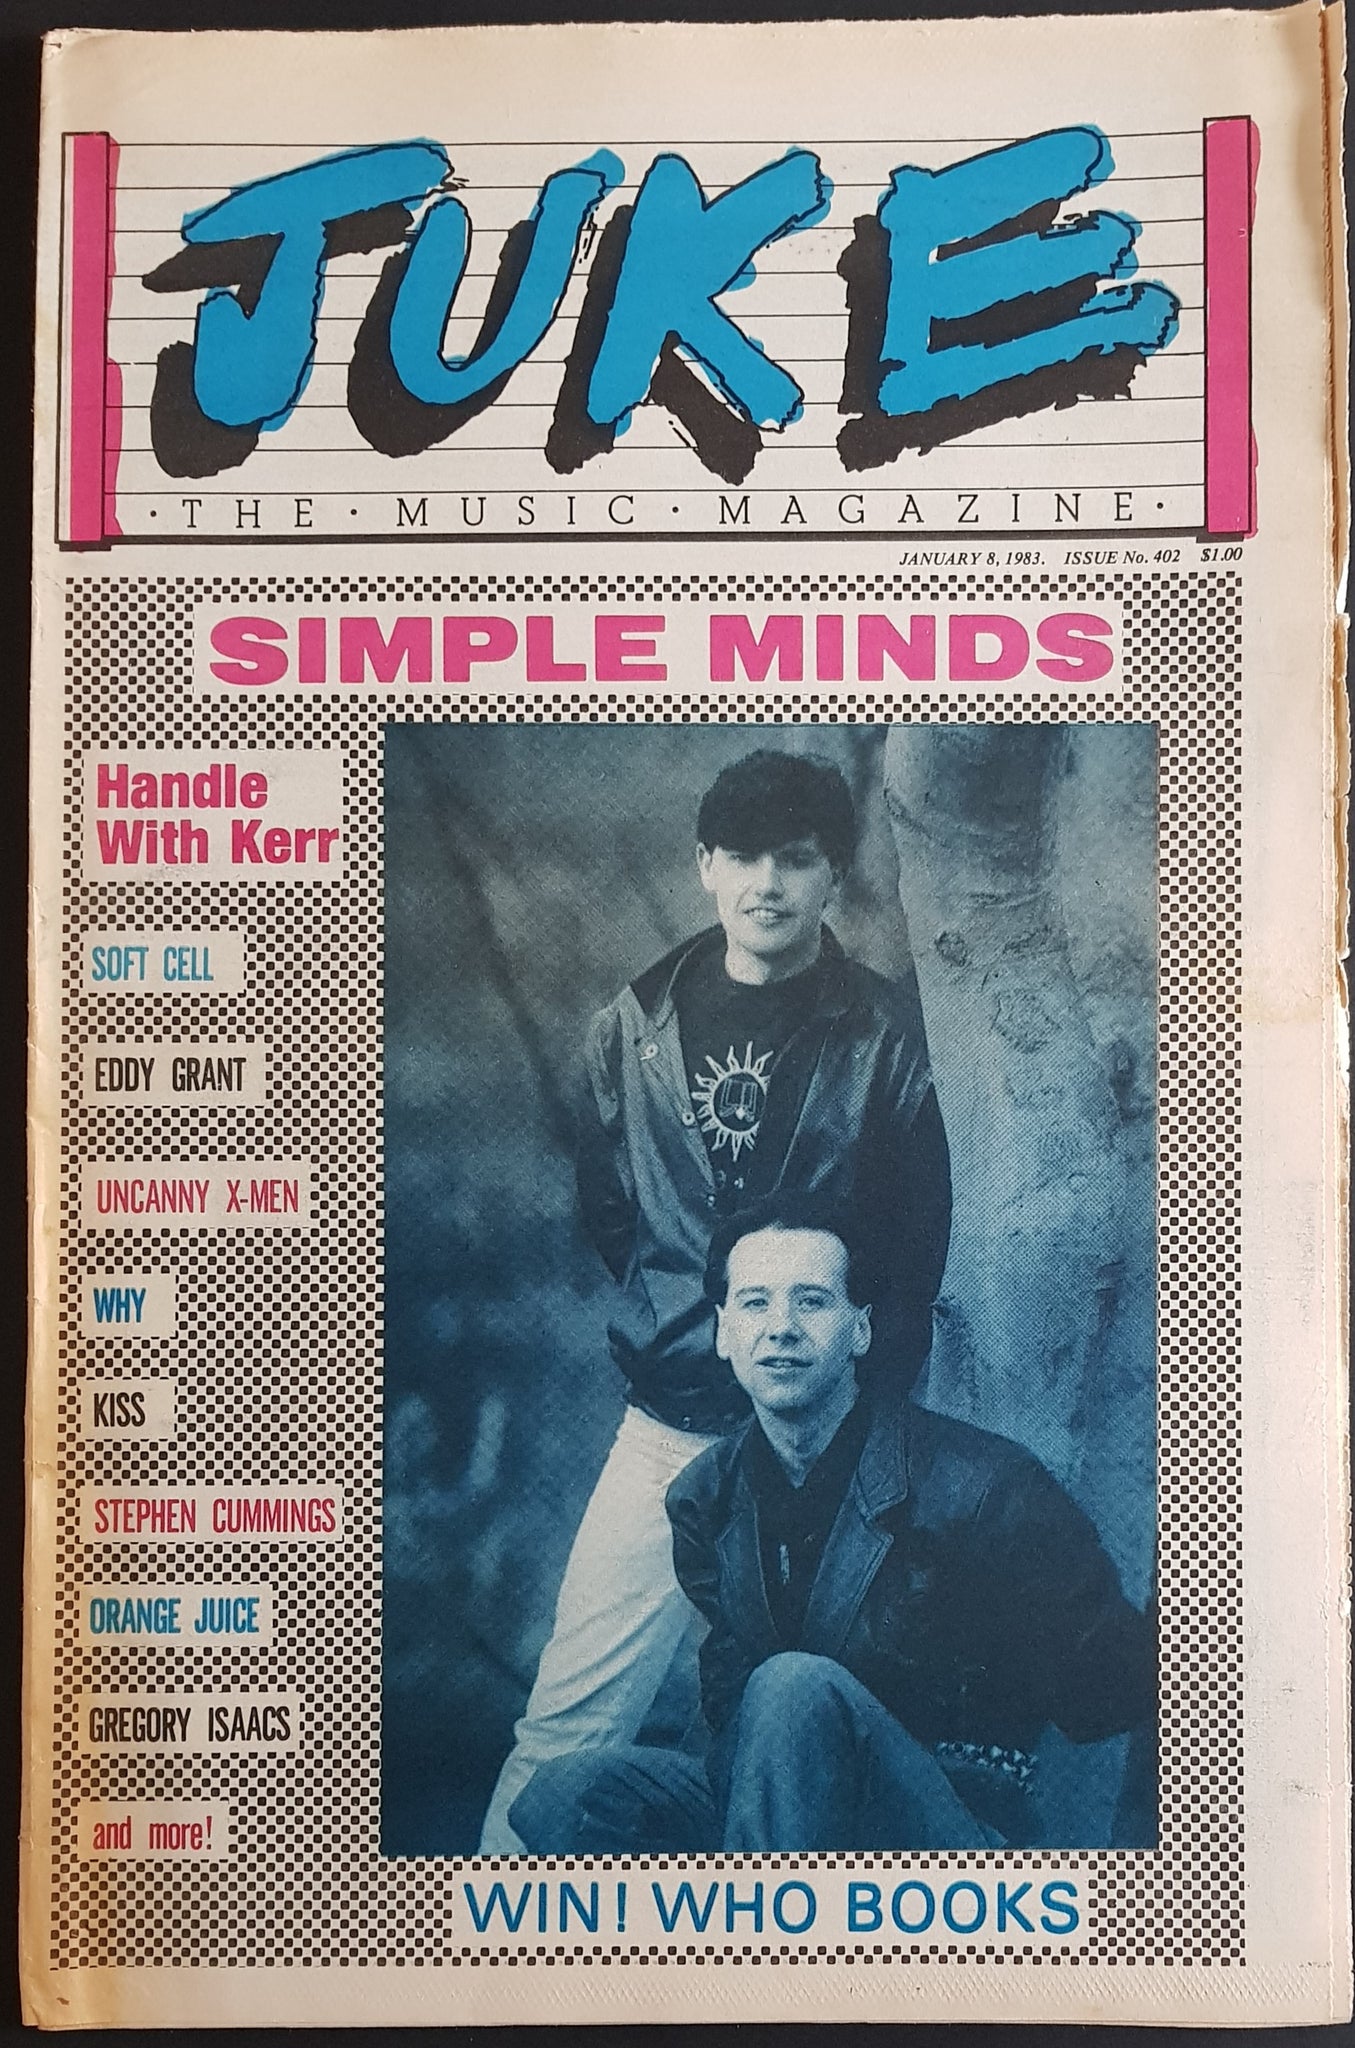 JUKE
·THE·MUSIC·MAGAZINE·
JANUARY 8, 1983. ISSUE No. 402 $1.00
SIMPLE MINDS
Handle
With Kerr
SOFT CELL
EDDY GRANT
UNCANNY X-MEN
WHY
KISS
STEPHEN CUMMINGS
ORANGE JUICE
GREGORY ISAACS
and more!
WIN! WHO BOOKS